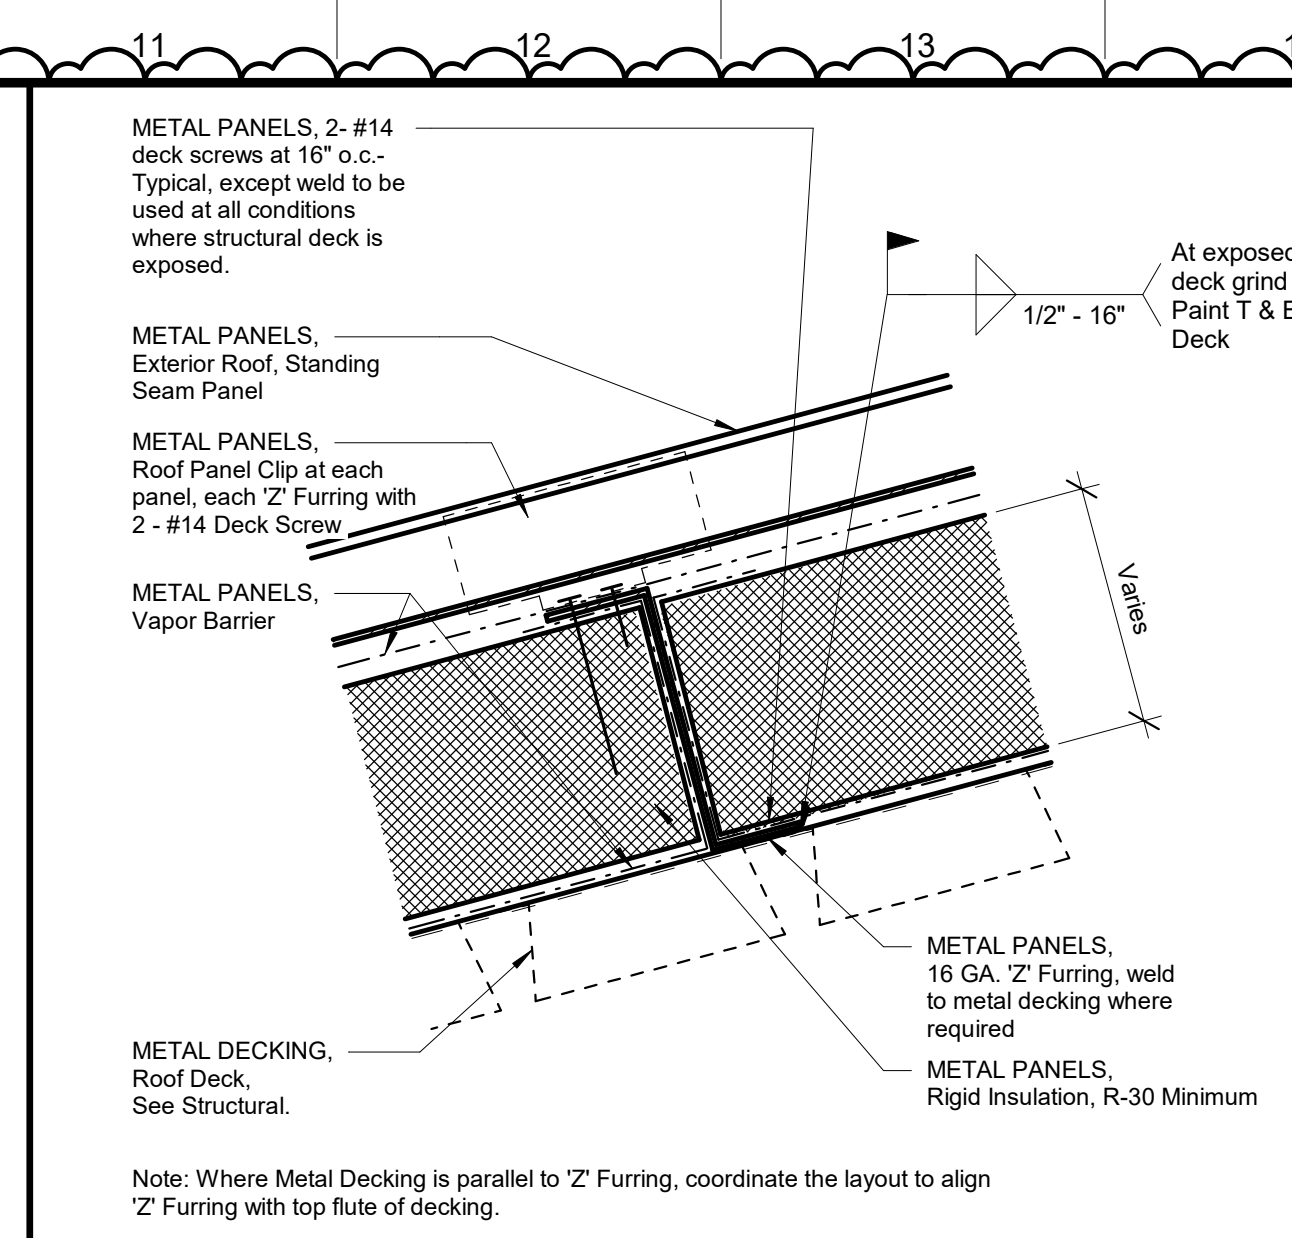 11
12
13
METAL PANELS, 2- #14
deck screws at 16" o.c.-
Typical, except weld to be
used at all conditions
where structural deck is
exposed.
At exposed
deck grind
Paint T &
Deck
1/2" - 16"
METAL PANELS,
Exterior Roof, Standing
Seam Panel
METAL PANELS,
Roof Panel Clip at each
panel, each 'Z' Furring with
2 - #14 Deck Screw
METAL PANELS,
Vapor Barrier
Varies
METAL PANELS,
16 GA. 'Z' Furring, weld
to metal decking where
required
METAL DECKING,
Roof Deck,
See Structural.
METAL PANELS,
Rigid Insulation, R-30 Minimum
Note: Where Metal Decking is parallel to 'Z' Furring, coordinate the layout to align
'Z' Furring with top flute of decking.